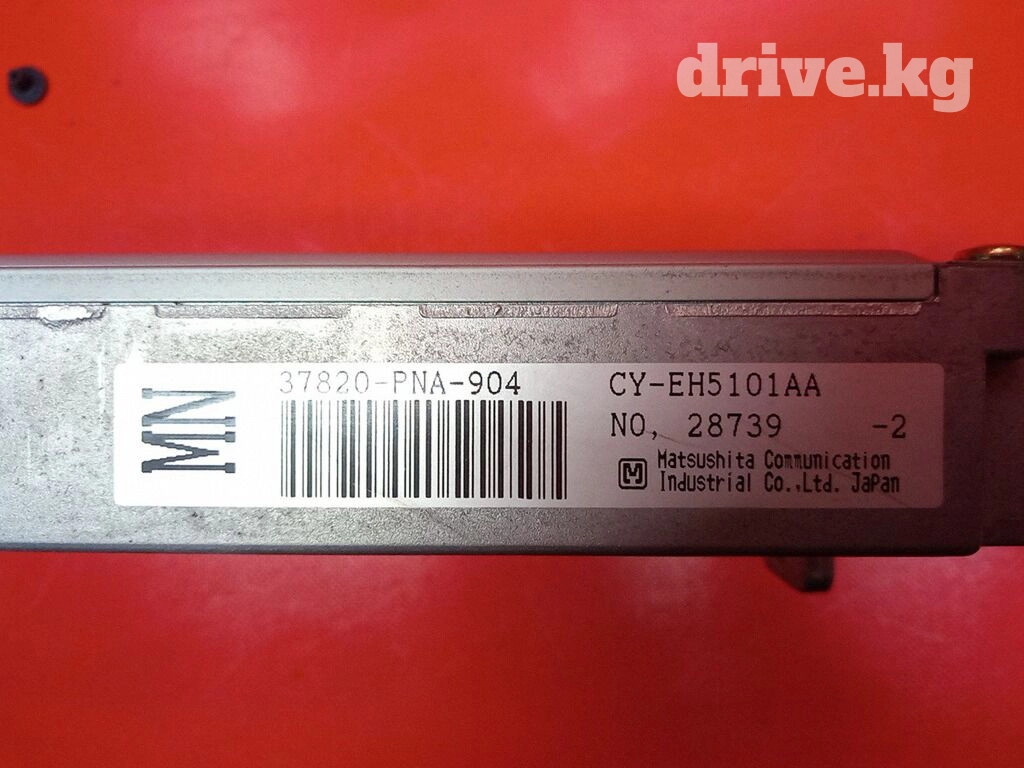 drive.kg
MN
37820-PNA-904
CY-EH5101AA
NO, 28739 -2
M
Matsushita Communication
Industrial Co.,Ltd. JaPan